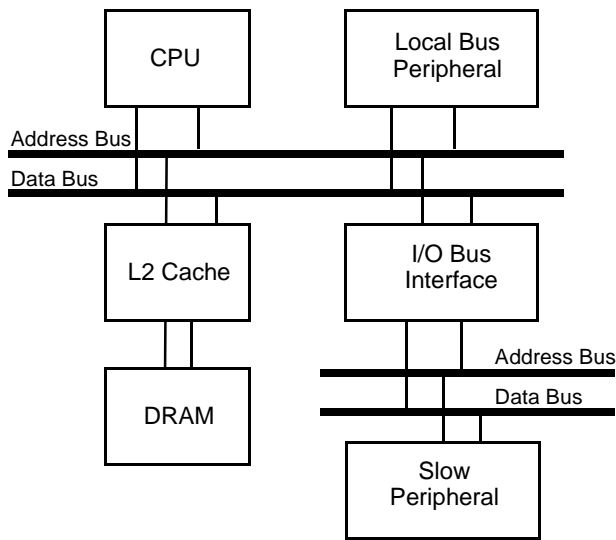 CPU
Local Bus
Peripheral
Address Bus
Data Bus
L2 Cache
I/O Bus
Interface
Address Bus
Data Bus
DRAM
Slow
Peripheral